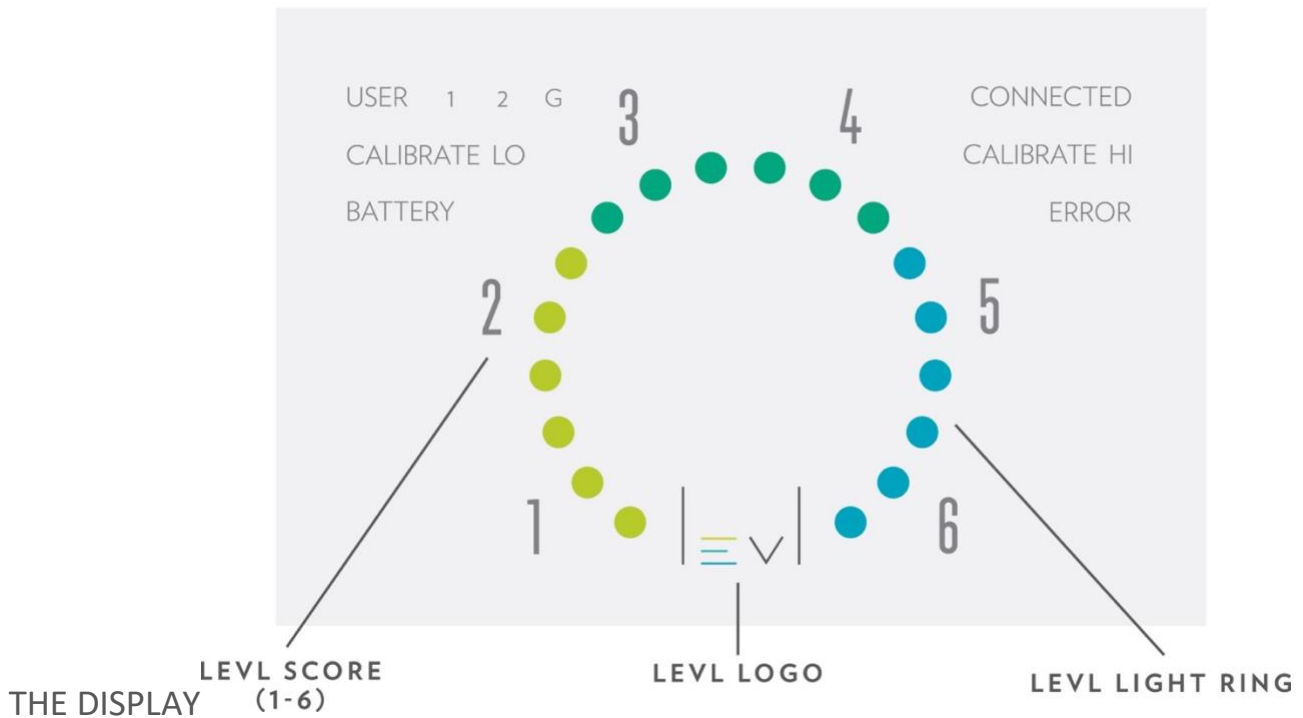 USER 1 2 G
CALIBRATE LO
BATTERY
CONNECTED
CALIBRATE HI
ERROR
3
4
2
5
1
6
LEVL
LEVL SCORE
(1-6)
LEVL LOGO
LEVL LIGHT RING
THE DISPLAY